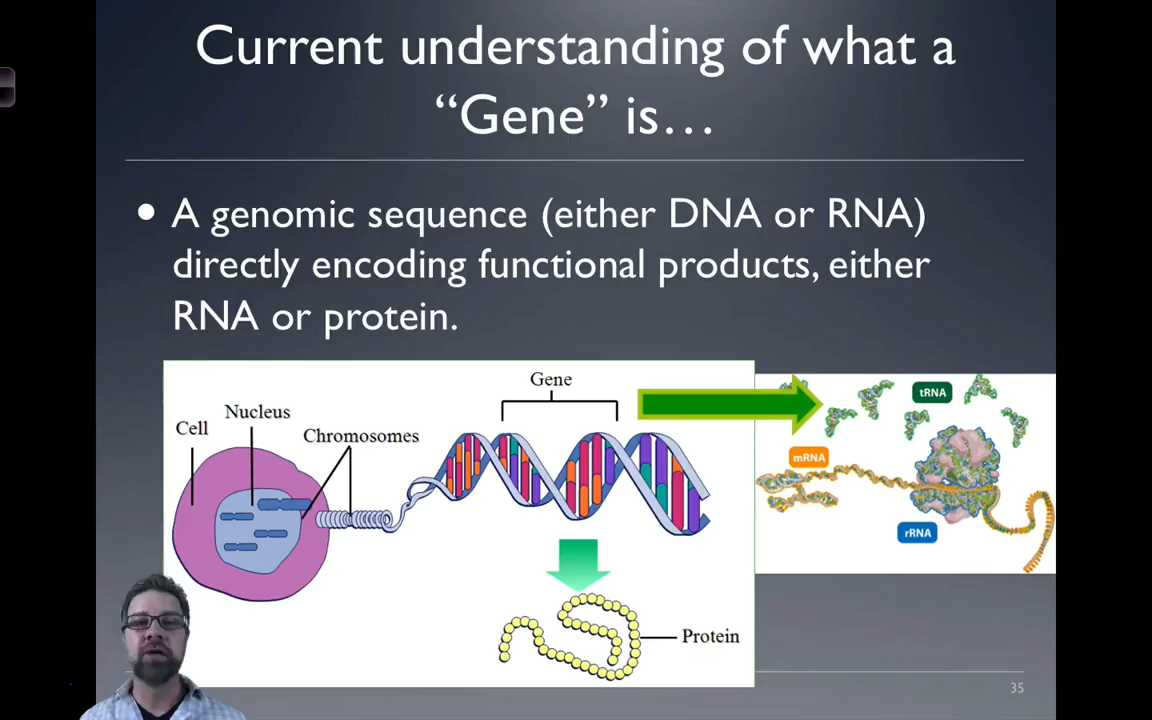 Current understanding of what a
“Gene” is…
• A genomic sequence (either DNA or RNA)
directly encoding functional products, either
RNA or protein.
Gene
Nucleus
Cell
Chromosomes
Protein
tRNA
mRNA
rRNA
35